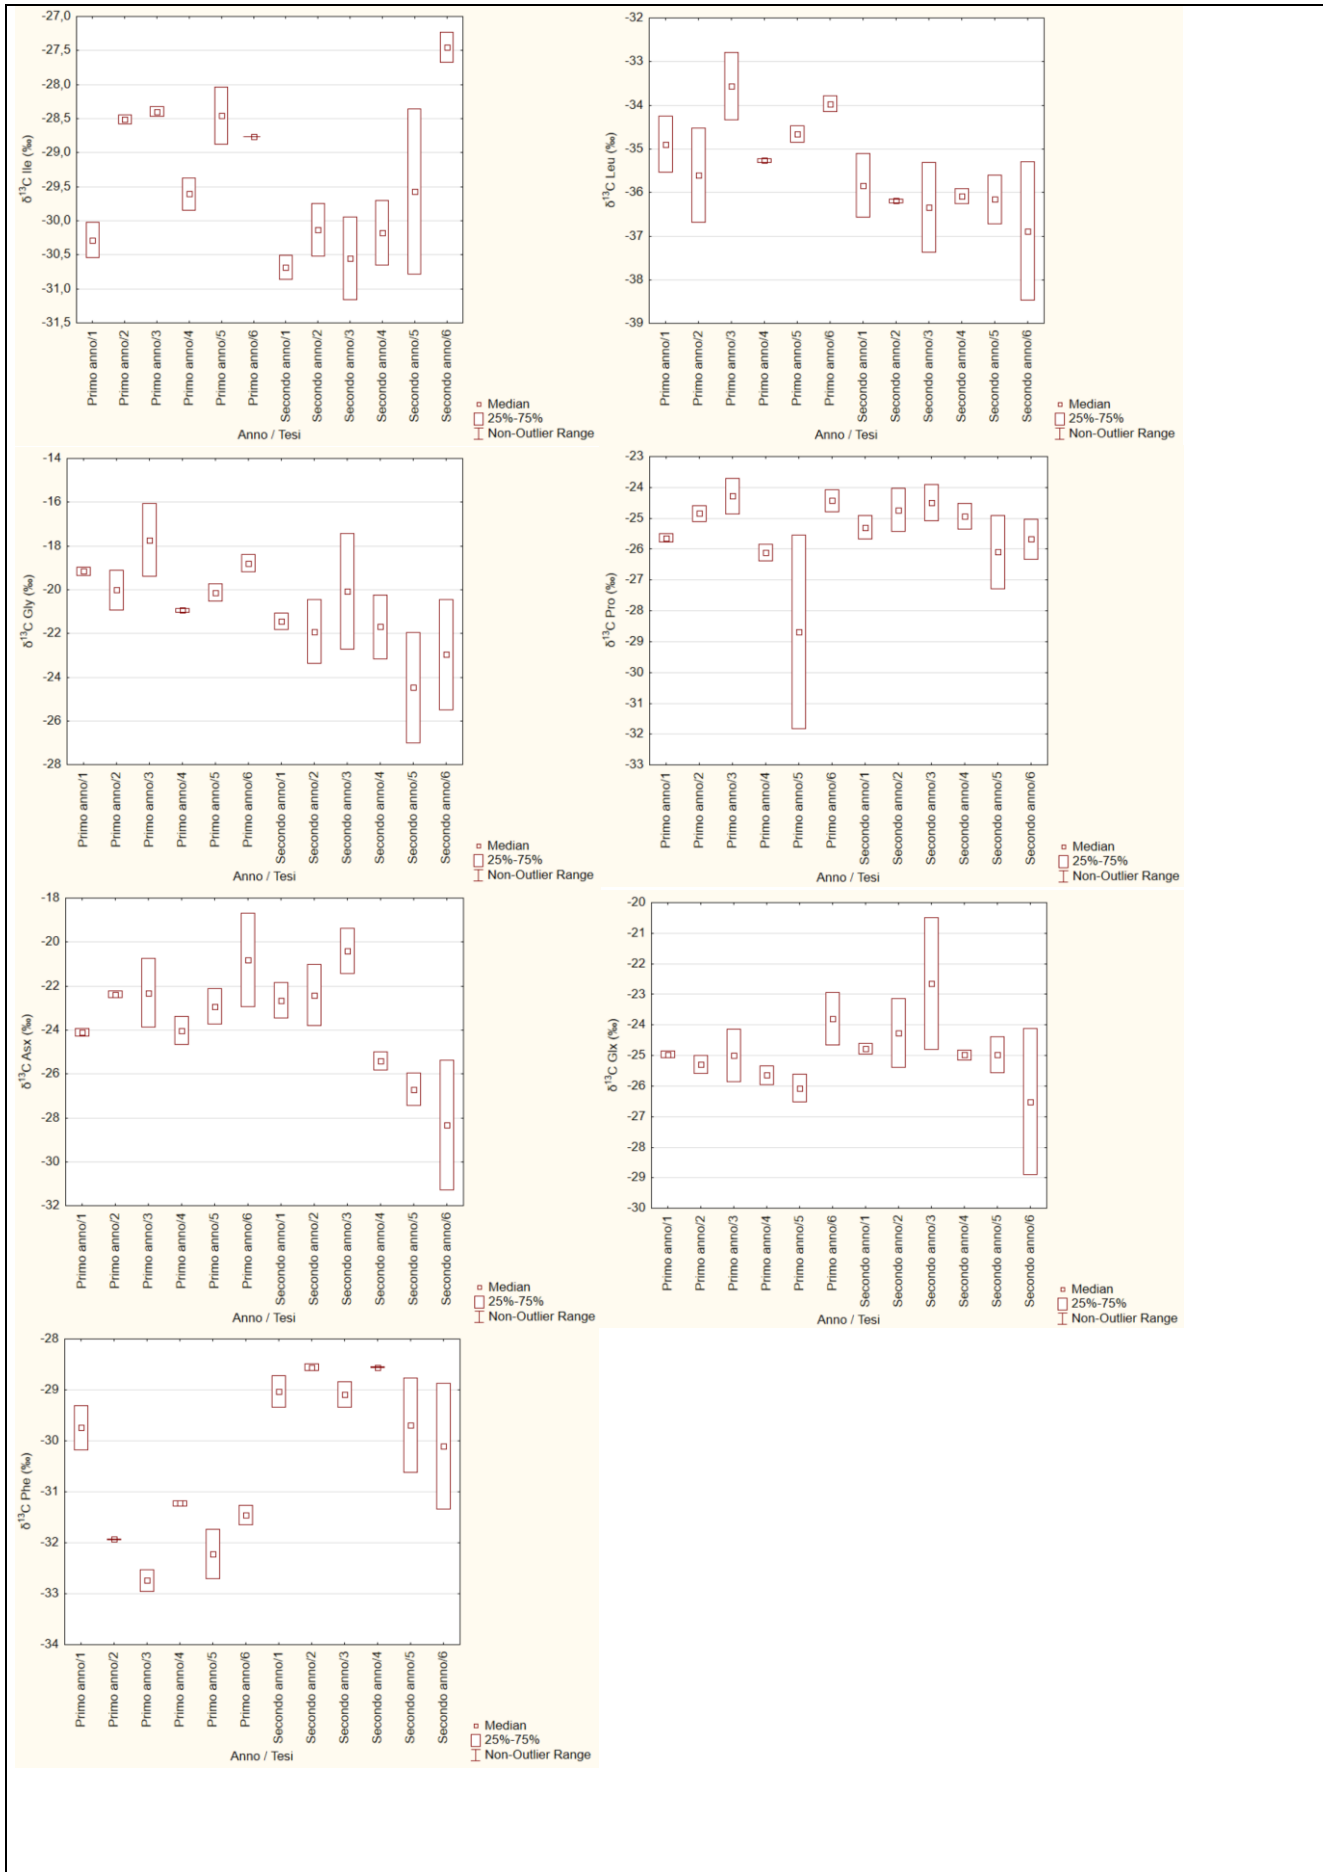 δ¹³C Ile (‰)
-27,0
-27,5
-28,0
-28,5
-29,0
-29,5
-30,0
-30,5
-31,0
-31,5
Primo anno/1
Primo anno/2
Primo anno/3
Primo anno/4
Primo anno/5
Primo anno/6
Secondo anno/1
Secondo anno/2
Secondo anno/3
Secondo anno/4
Secondo anno/5
Secondo anno/6
Anno / Tesi
Median
25%-75%
Non-Outlier Range
δ¹³C Leu (‰)
-32
-33
-34
-35
-36
-37
-38
-39
Primo anno/1
Primo anno/2
Primo anno/3
Primo anno/4
Primo anno/5
Primo anno/6
Secondo anno/1
Secondo anno/2
Secondo anno/3
Secondo anno/4
Secondo anno/5
Secondo anno/6
Anno / Tesi
Median
25%-75%
Non-Outlier Range
δ¹³C Gly (‰)
-14
-16
-18
-20
-22
-24
-26
-28
Primo anno/1
Primo anno/2
Primo anno/3
Primo anno/4
Primo anno/5
Primo anno/6
Secondo anno/1
Secondo anno/2
Secondo anno/3
Secondo anno/4
Secondo anno/5
Secondo anno/6
Anno / Tesi
Median
25%-75%
Non-Outlier Range
δ¹³C Pro (‰)
-23
-24
-25
-26
-27
-28
-29
-30
-31
-32
-33
Primo anno/1
Primo anno/2
Primo anno/3
Primo anno/4
Primo anno/5
Primo anno/6
Secondo anno/1
Secondo anno/2
Secondo anno/3
Secondo anno/4
Secondo anno/5
Secondo anno/6
Anno / Tesi
Median
25%-75%
Non-Outlier Range
δ¹³C Asx (‰)
-18
-20
-22
-24
-26
-28
-30
-32
Primo anno/1
Primo anno/2
Primo anno/3
Primo anno/4
Primo anno/5
Primo anno/6
Secondo anno/1
Secondo anno/2
Secondo anno/3
Secondo anno/4
Secondo anno/5
Secondo anno/6
Anno / Tesi
Median
25%-75%
Non-Outlier Range
δ¹³C Glx (‰)
-20
-21
-22
-23
-24
-25
-26
-27
-28
-29
-30
Primo anno/1
Primo anno/2
Primo anno/3
Primo anno/4
Primo anno/5
Primo anno/6
Secondo anno/1
Secondo anno/2
Secondo anno/3
Secondo anno/4
Secondo anno/5
Secondo anno/6
Anno / Tesi
Median
25%-75%
Non-Outlier Range
δ¹³C Phe (‰)
-28
-29
-30
-31
-32
-33
-34
Primo anno/1
Primo anno/2
Primo anno/3
Primo anno/4
Primo anno/5
Primo anno/6
Secondo anno/1
Secondo anno/2
Secondo anno/3
Secondo anno/4
Secondo anno/5
Secondo anno/6
Anno / Tesi
Median
25%-75%
Non-Outlier Range